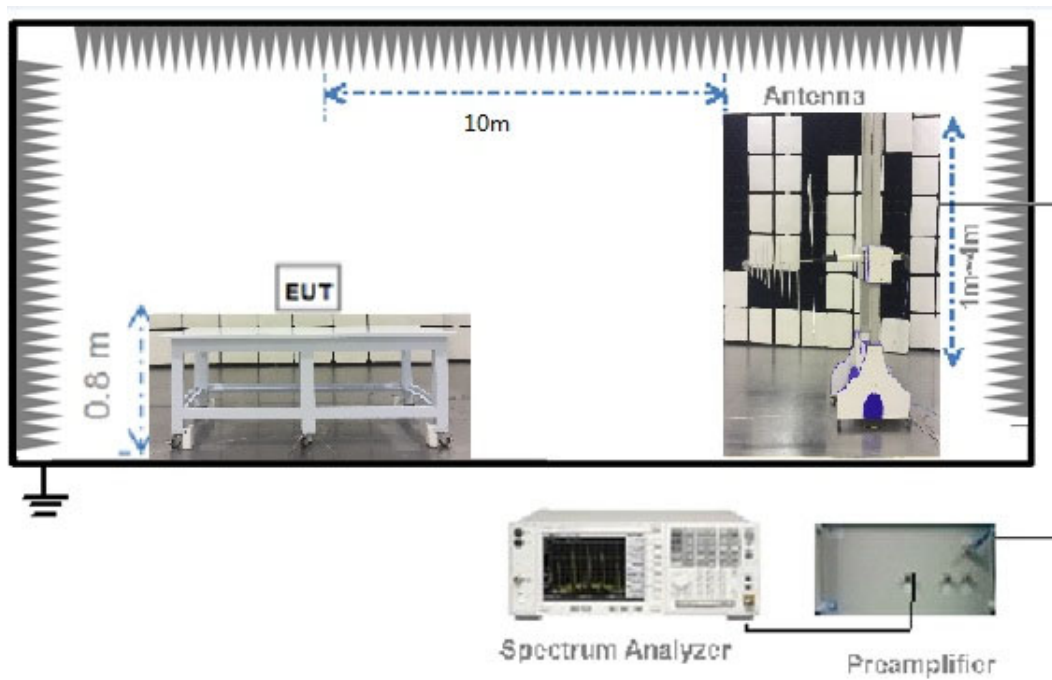 Antenna
10m
1m~4m
EUT
0.8 m
Spectrum Analyzer
Preamplifier